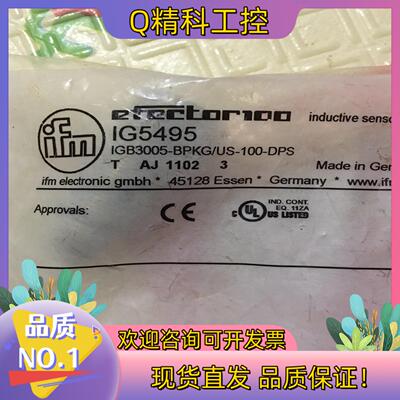 Q精科工控
efector100
inductive senso
ifm
IG5495
IGB3005-BPKG/US-100-DPS
T AJ 1102 3
Made in Ger
ifm electronic gmbh * 45128 Essen * Germany * www.ifm
Approvals:
CE
c UL US
IND. CONT.
EQ. 11ZA
LISTED
品质
NO.1
欢迎咨询可开发票
现货直发 品质保证!